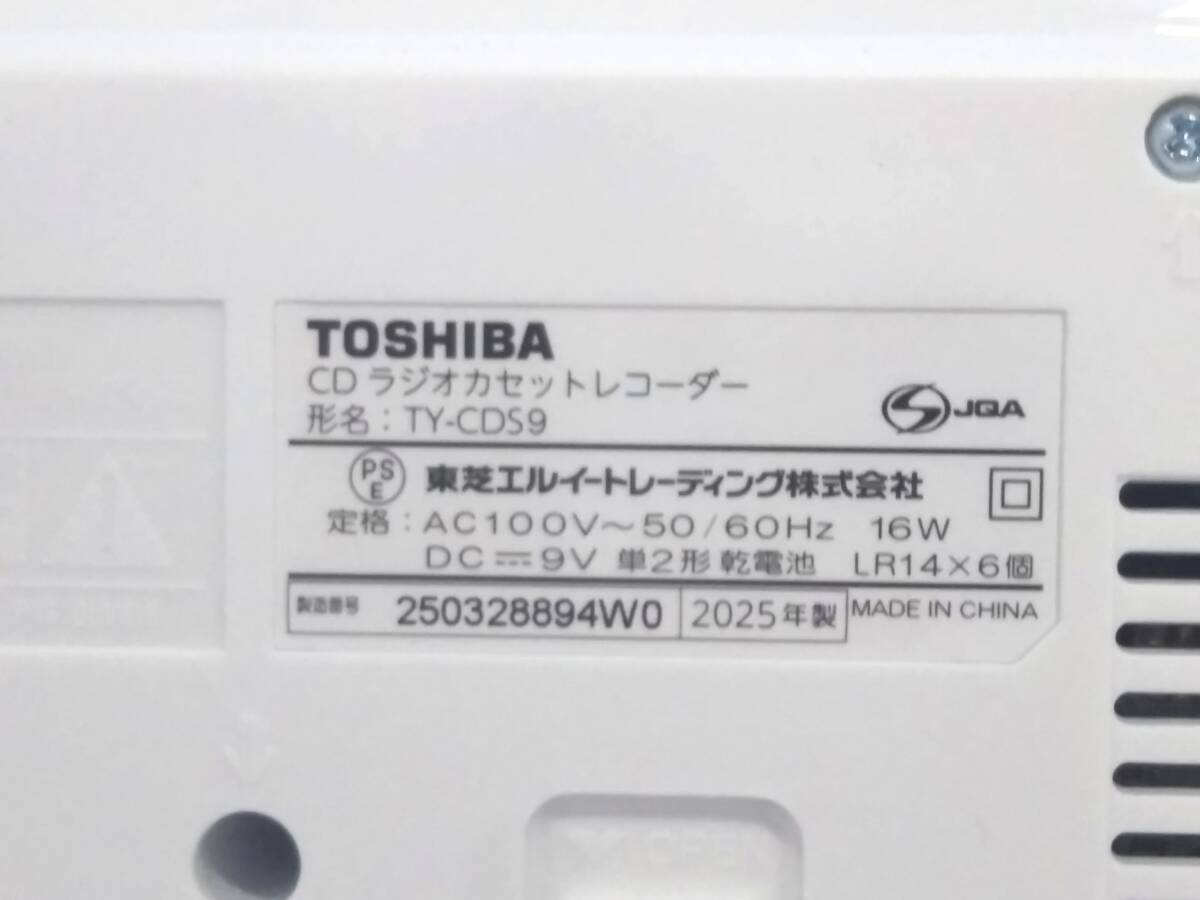 TOSHIBA
CD ラジオカセットレコーダー
形名：TY-CDS9
JQA
PS
E
東芝エルイートレーディング株式会社
定格：AC100V～50/60Hz 16W
DC⎓9V 単2形 乾電池 LR14×6個
製造番号 250328894W0 2025年製 MADE IN CHINA